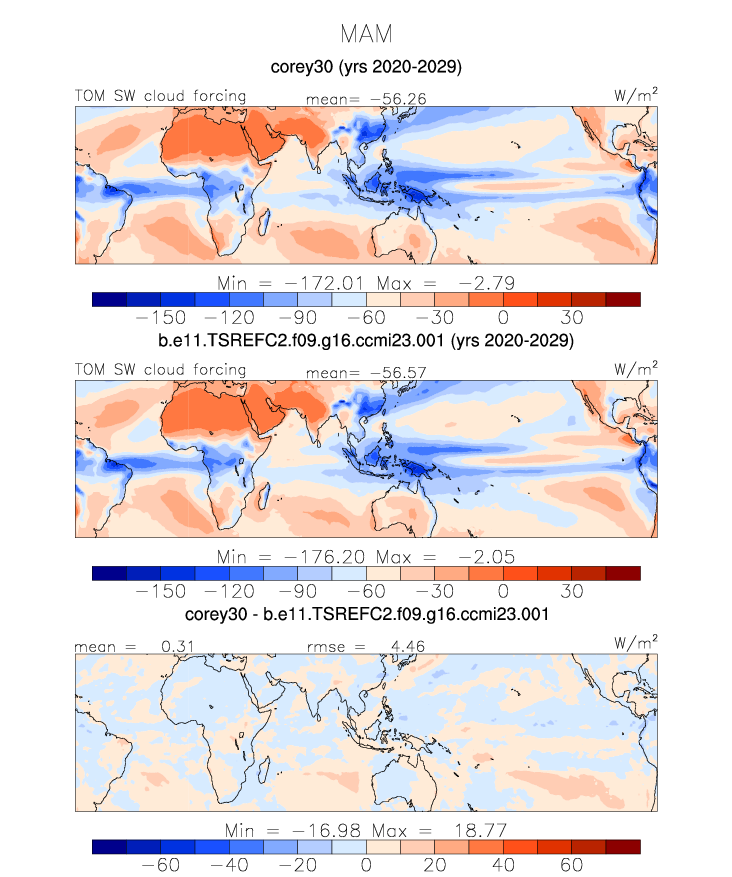 MAM
corey30 (yrs 2020-2029)
TOM SW cloud forcing mean= −56.26 W/m²
Min = −172.01 Max = −2.79
−150 −120 −90 −60 −30 0 30
b.e11.TSREFC2.f09.g16.ccmi23.001 (yrs 2020-2029)
TOM SW cloud forcing mean= −56.57 W/m²
Min = −176.20 Max = −2.05
−150 −120 −90 −60 −30 0 30
corey30 - b.e11.TSREFC2.f09.g16.ccmi23.001
mean = 0.31 rmse = 4.46 W/m²
Min = −16.98 Max = 18.77
−60 −40 −20 0 20 40 60